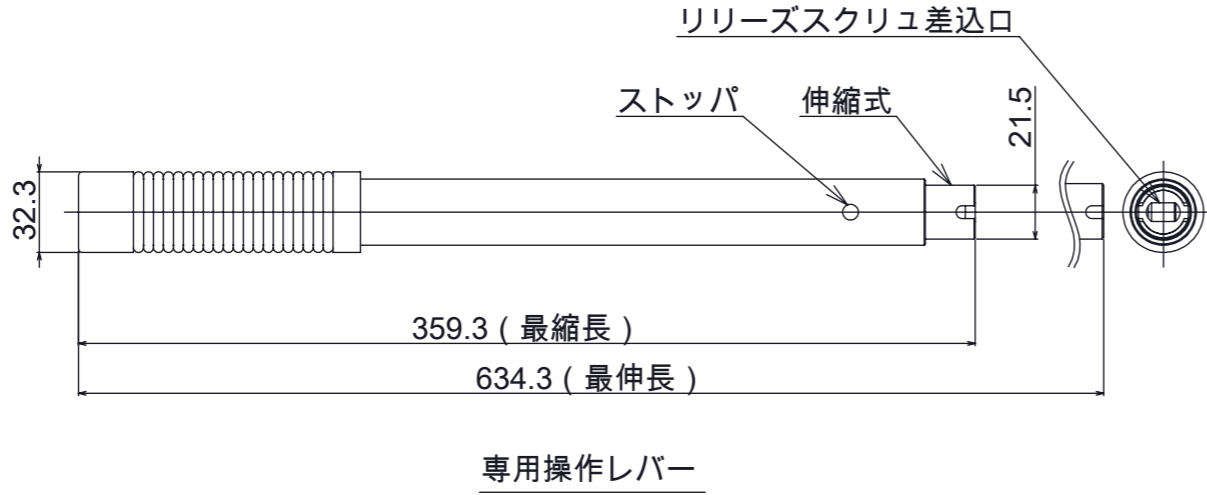 リリーズスクリュ差込口
ストッパ
伸縮式
21.5
32.3
359.3 ( 最縮長 )
634.3 ( 最伸長 )
専用操作レバー